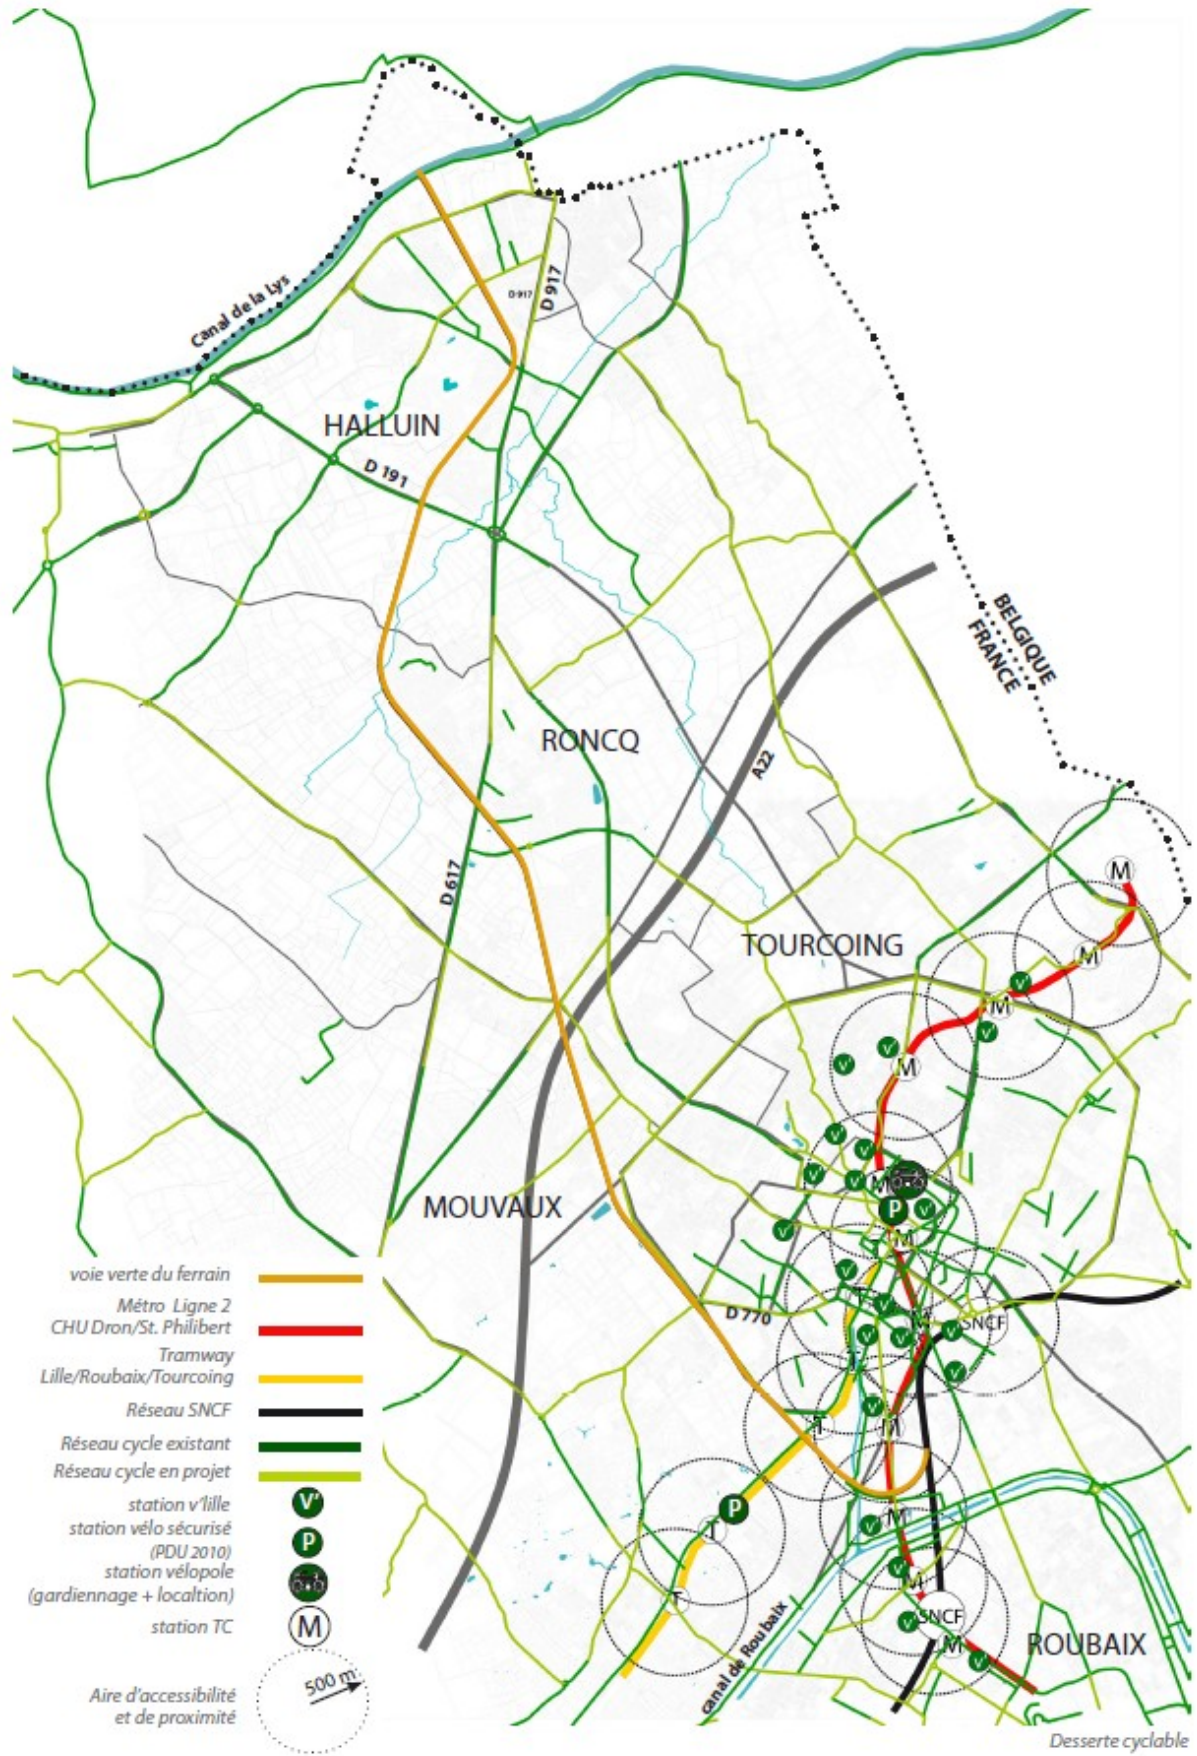 Canal de la Lys
D 917
D 917
HALLUIN
D 191
BELGIQUE
FRANCE
RONCQ
A22
D 617
TOURCOING
M
M
V'
M
V'
V'
V'
M
V'
V'
V'
V'
M
P
V'
V'
M
T
V'
T
V'
M
SNCF
V'
V'
V'
T
V'
V'
T
M
MOUVAUX
D 770
P
T
M
V'
T
V'
M
SNCF
V'
M
V'
ROUBAIX
canal de Roubaix
voie verte du ferrain
Métro Ligne 2
CHU Dron/St. Philibert
Tramway
Lille/Roubaix/Tourcoing
Réseau SNCF
Réseau cycle existant
Réseau cycle en projet
station v'lille
V'
station vélo sécurisé
(PDU 2010)
P
station vélopole
(gardiennage + localtion)
station TC
M
500 m
Aire d'accessibilité
et de proximité
Desserte cyclable